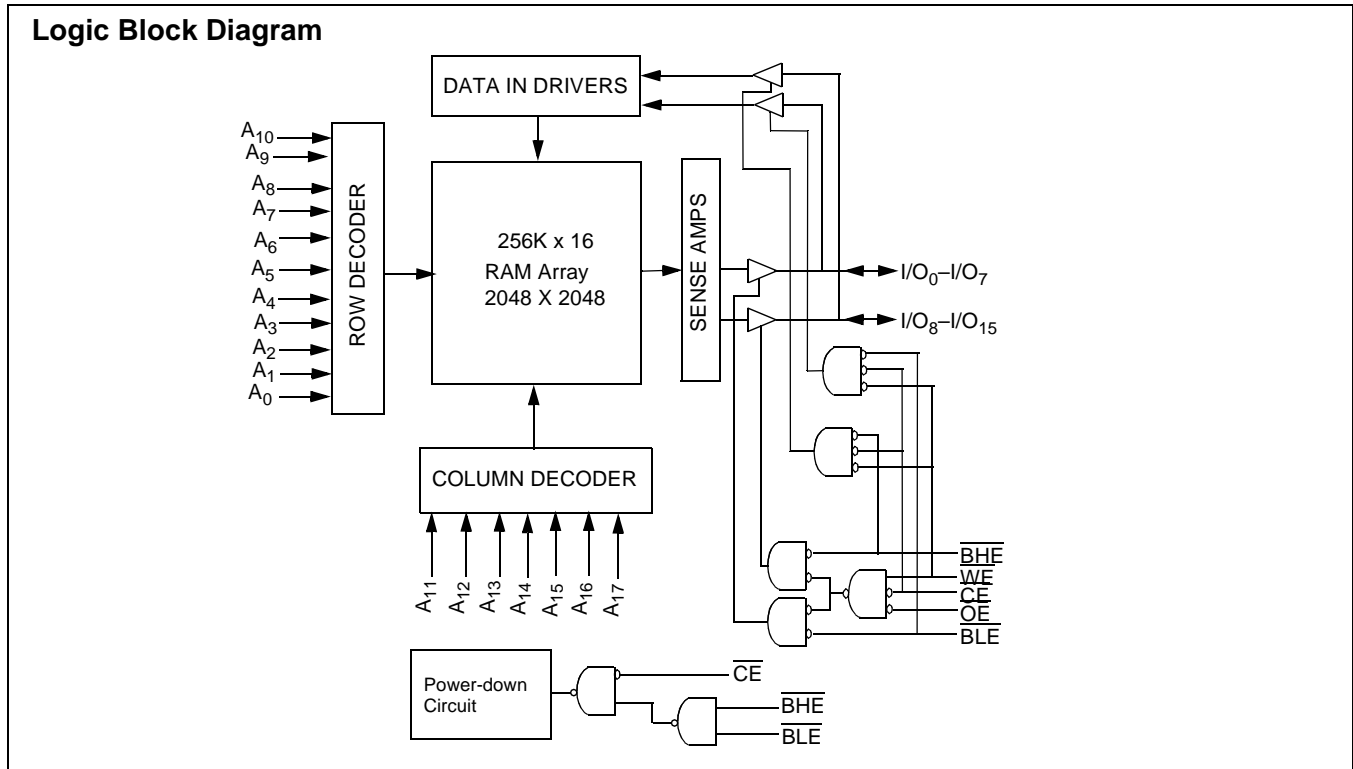 Logic Block Diagram
DATA IN DRIVERS
A10
A9
A8
A7
A6
A5
A4
A3
A2
A1
A0
ROW DECODER
256K x 16
RAM Array
2048 X 2048
SENSE AMPS
I/O0–I/O7
I/O8–I/O15
COLUMN DECODER
A11
A12
A13
A14
A15
A16
A17
BHE
WE
CE
OE
BLE
Power-down
Circuit
CE
BHE
BLE